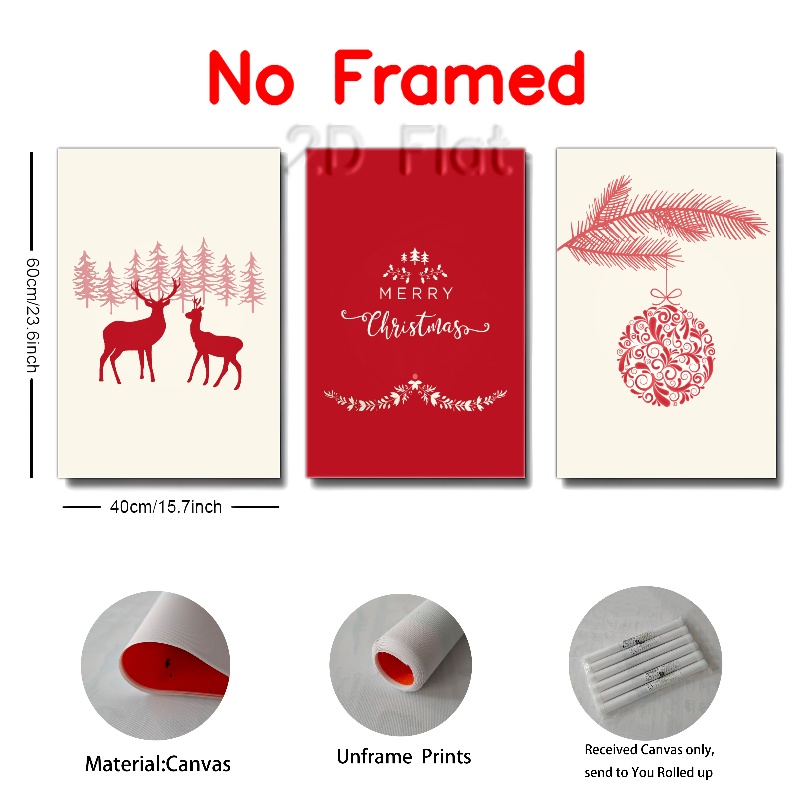 No Framed
2D Flat
60cm/23.6inch
MERRY
Christmas
40cm/15.7inch
Material:Canvas
Unframe Prints
Received Canvas only,
send to You Rolled up